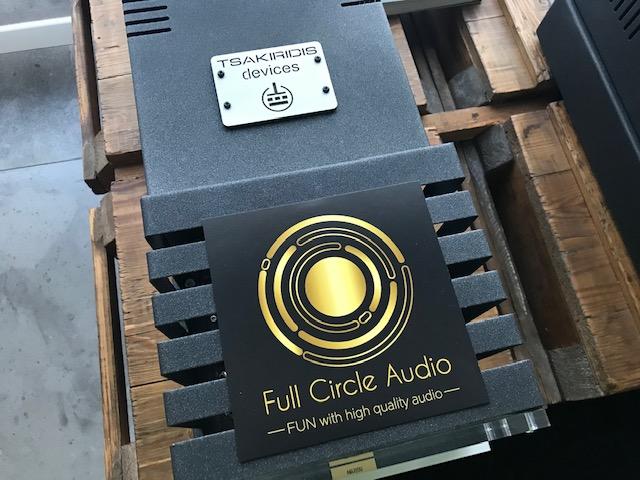 TSAKIRIDIS
devices
Full Circle Audio
—FUN with high quality audio—